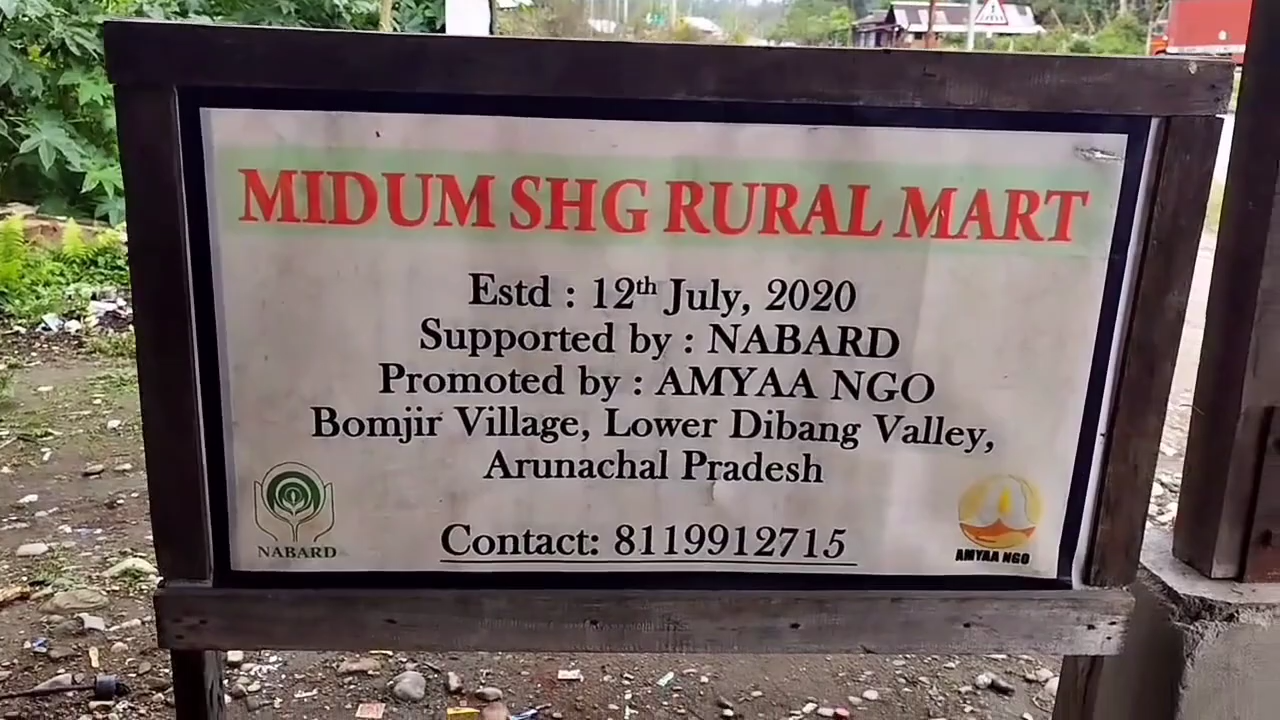 MIDUM SHG RURAL MART
Estd : 12th July, 2020
Supported by : NABARD
Promoted by : AMYAA NGO
Bomjir Village, Lower Dibang Valley,
Arunachal Pradesh
Contact: 8119912715
NABARD
AMYAA NGO